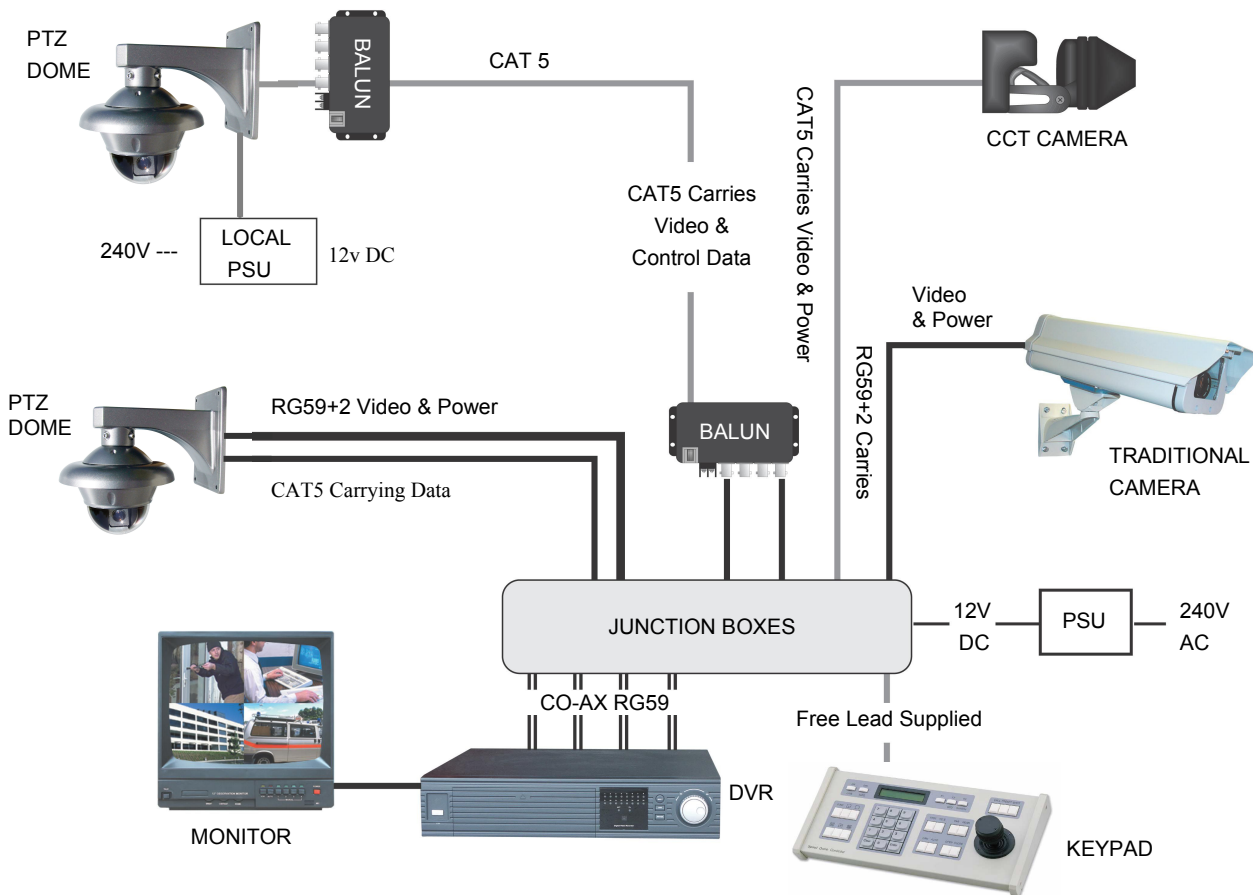 PTZ
DOME
BALUN
CAT 5
CCT CAMERA
CAT5 Carries Video & Power
CAT5 Carries
Video &
Control Data
240V ---
LOCAL
PSU
12v DC
Video
& Power
RG59+2 Carries
PTZ
DOME
RG59+2 Video & Power
CAT5 Carrying Data
BALUN
TRADITIONAL
CAMERA
JUNCTION BOXES
12V
DC
PSU
240V
AC
CO-AX RG59
Free Lead Supplied
DVR
MONITOR
KEYPAD